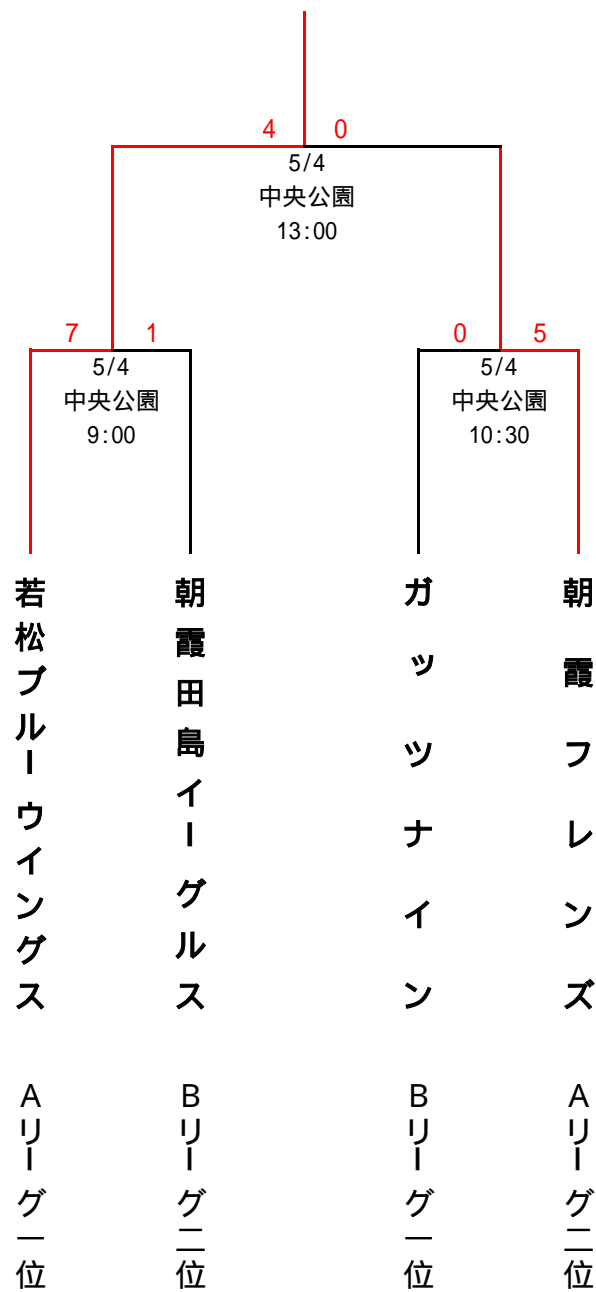 4 0
5/4
中央公園
13:00
7 1
5/4
中央公園
9:00
0 5
5/4
中央公園
10:30
若松ブルーウイングス
朝霞田島イーグルス
ガッツナイン
朝霞フレンズ
Aリーグ一位
Bリーグ二位
Bリーグ一位
Aリーグ二位